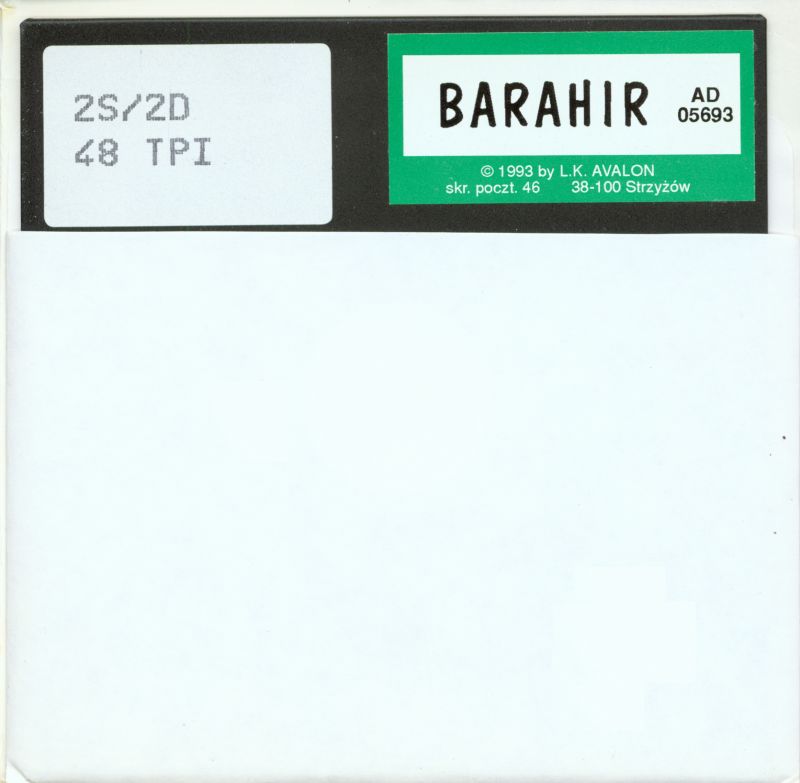 2S/2D
48 TPI
BARAHIR
AD
05693
© 1993 by L.K. AVALON
skr. poczt. 46 38-100 Strzyżów